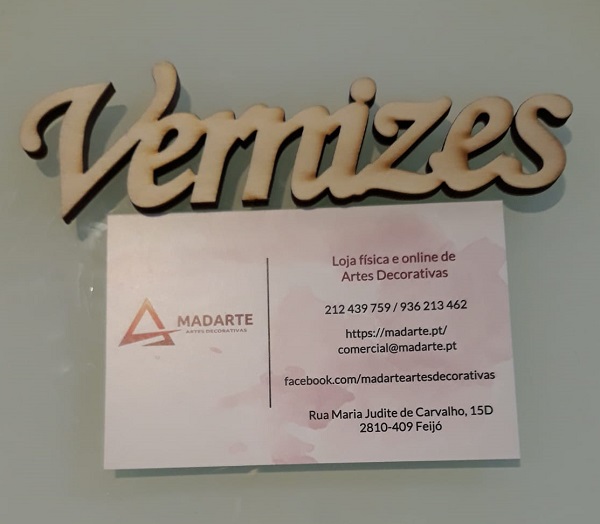 Vernizes
MADARTE
ARTES DECORATIVAS
Loja física e online de
Artes Decorativas
212 439 759 / 936 213 462
https://madarte.pt/
comercial@madarte.pt
facebook.com/madarteartesdecorativas
Rua Maria Judite de Carvalho, 15D
2810-409 Feijó